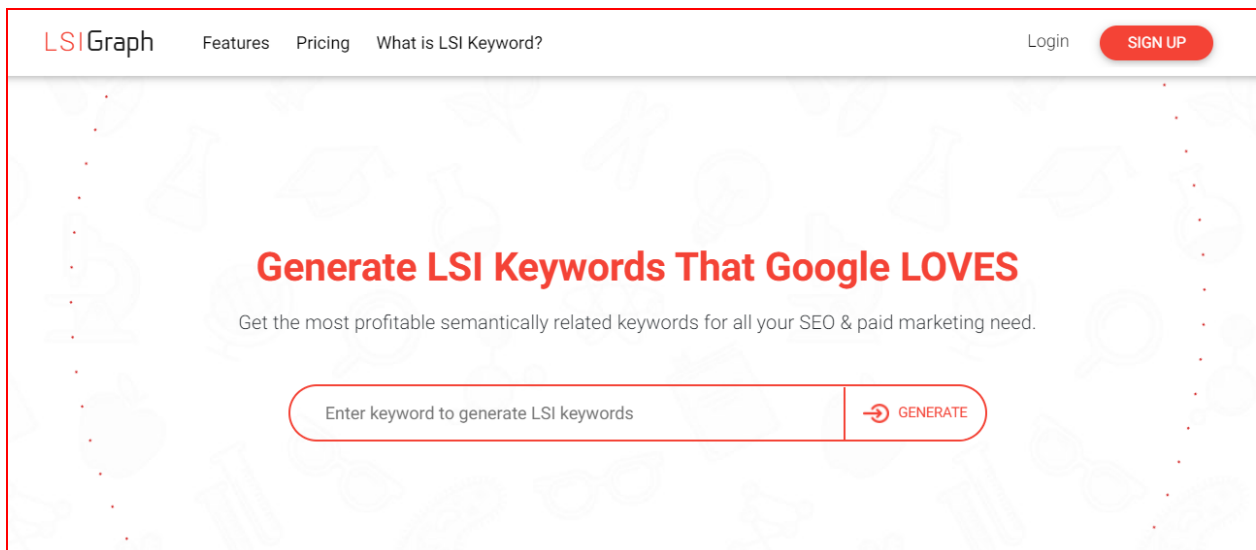 LSIGraph Features Pricing What is LSI Keyword? Login SIGN UP
Generate LSI Keywords That Google LOVES
Get the most profitable semantically related keywords for all your SEO & paid marketing need.
Enter keyword to generate LSI keywords GENERATE